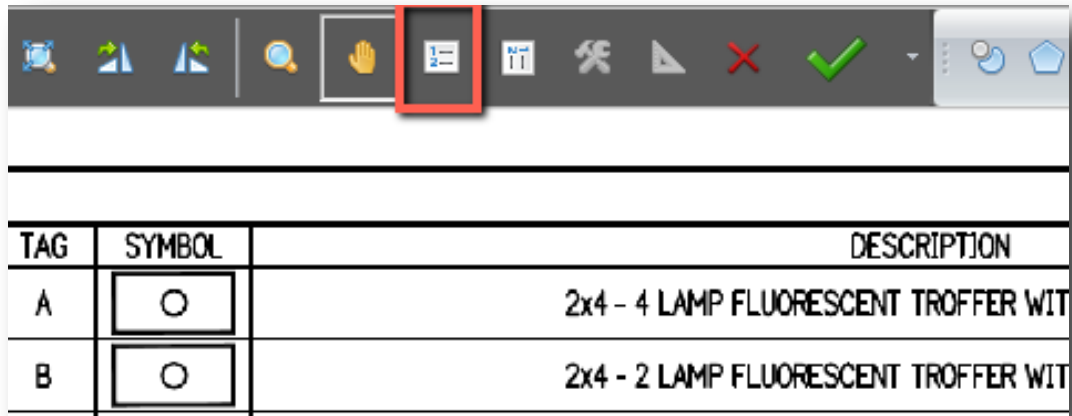 TAG SYMBOL DESCRIPTION
A 2x4 - 4 LAMP FLUORESCENT TROFFER WIT
B 2x4 - 2 LAMP FLUORESCENT TROFFER WIT